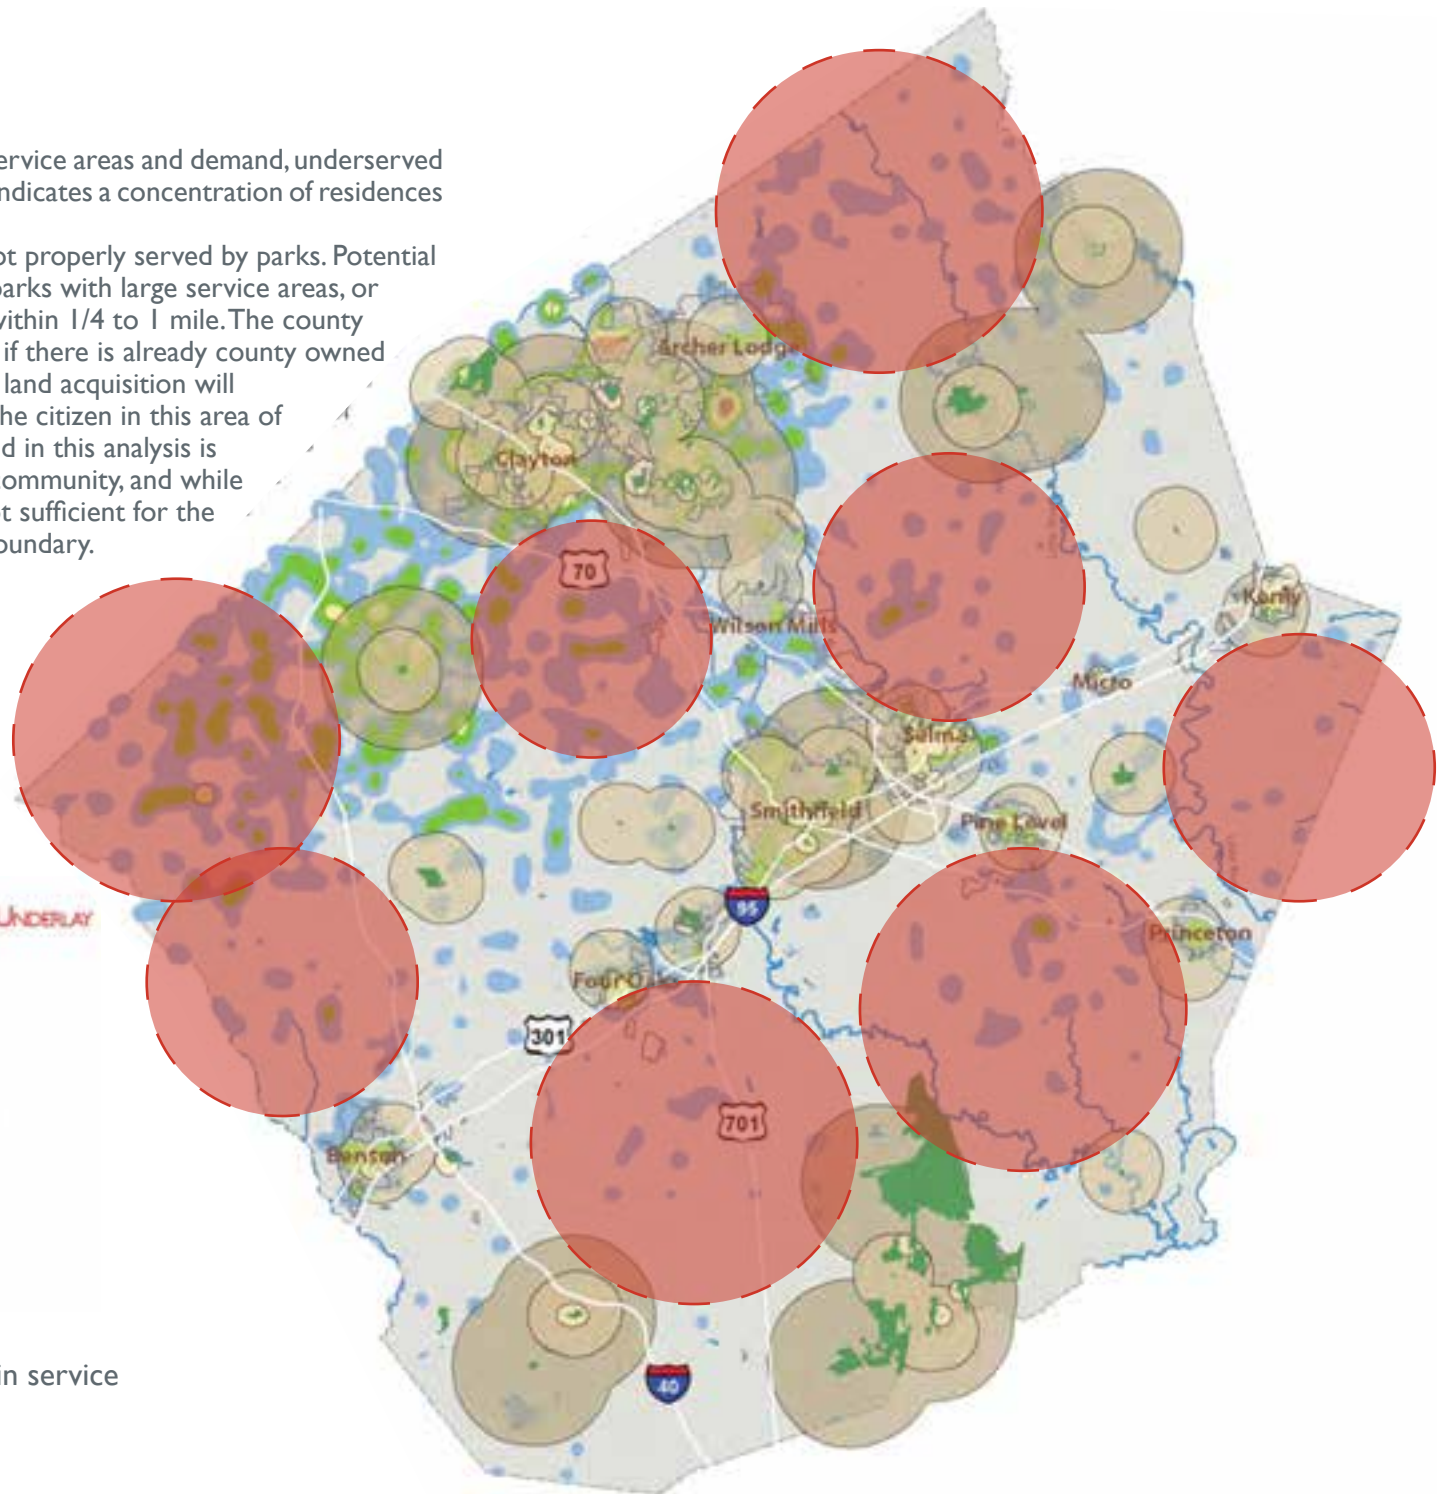 ervice areas and demand, underserved
ndicates a concentration of residences
ot properly served by parks. Potential
parks with large service areas, or
within 1/4 to 1 mile. The county
if there is already county owned
land acquisition will
he citizen in this area of
d in this analysis is
community, and while
ot sufficient for the
oundary.
Archer Lodge
Clayton
70
Wilson Mills
Kenly
Micro
Selma
Smithfield
Pine Level
95
UNDERLAY
Princeton
Four Oaks
301
701
Benson
in service
40